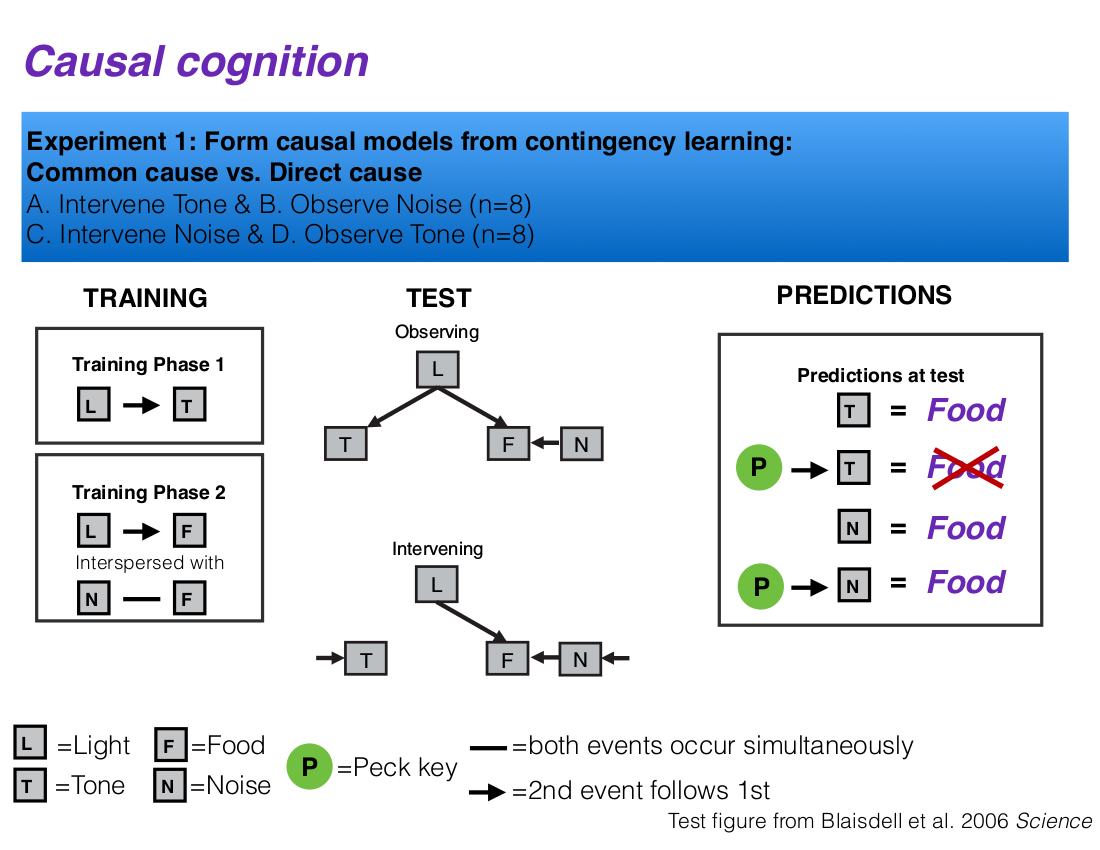 Causal cognition
Experiment 1: Form causal models from contingency learning:
Common cause vs. Direct cause
A. Intervene Tone & B. Observe Noise (n=8)
C. Intervene Noise & D. Observe Tone (n=8)
TRAINING
Training Phase 1
L T
Training Phase 2
L F
Interspersed with
N F
TEST
Observing
L
T F N
Intervening
L
T F N
PREDICTIONS
Predictions at test
T = Food
P T = Food
N = Food
P N = Food
L =Light F =Food
T =Tone N =Noise
P =Peck key
=both events occur simultaneously
=2nd event follows 1st
Test figure from Blaisdell et al. 2006 Science